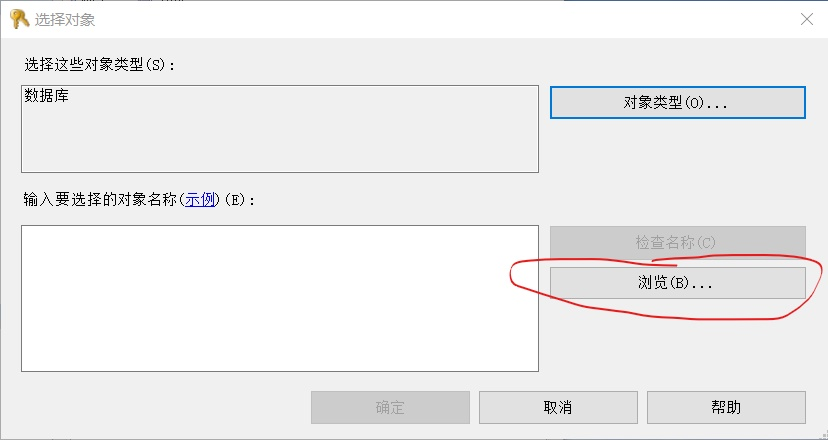 选择对象
选择这些对象类型(S):
数据库
对象类型(O)...
输入要选择的对象名称(示例)(E):
检查名称(C)
浏览(B)...
确定
取消
帮助